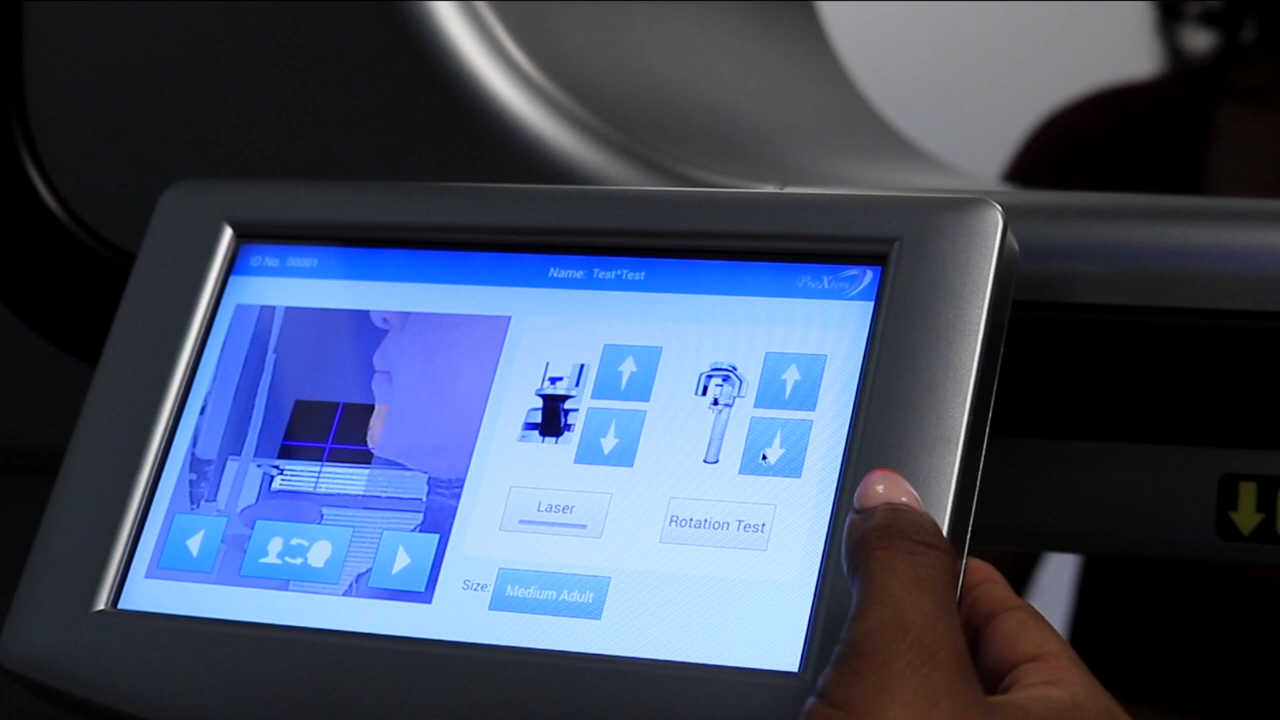 ID No. 00001
Name: Test^Test
PreXion
Laser
Rotation Test
Size: Medium Adult